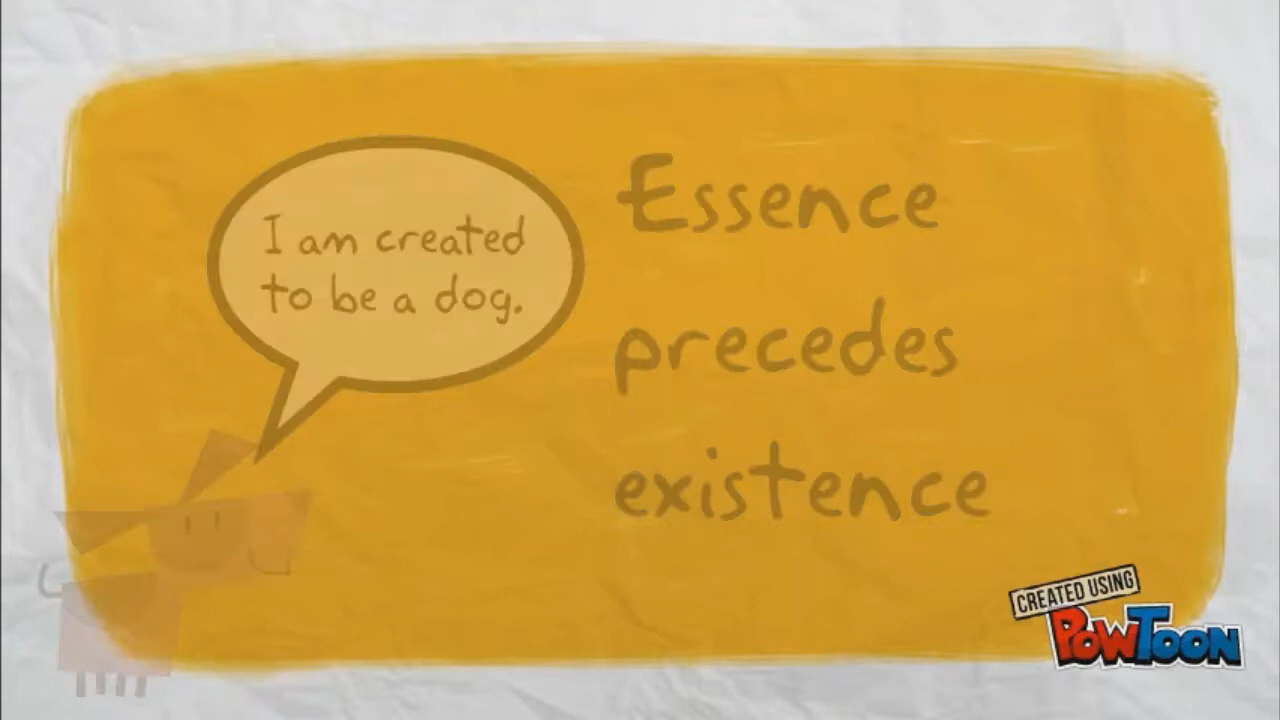 I am created
to be a dog.
Essence
precedes
existence
CREATED USING
POWTOON